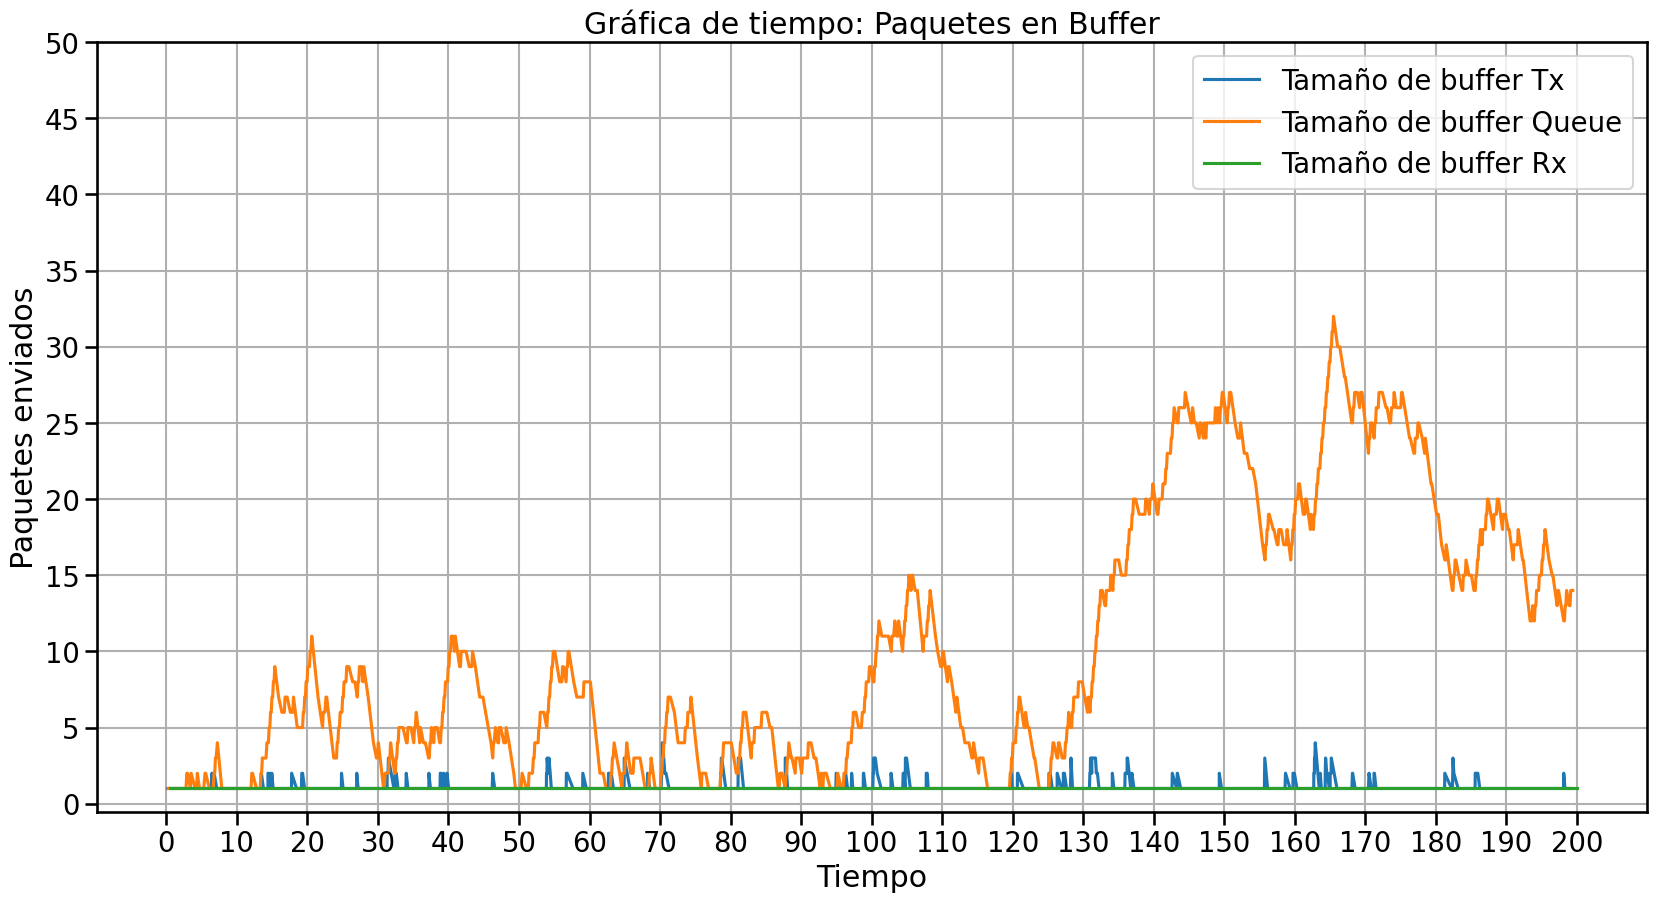 Gráfica de tiempo: Paquetes en Buffer
Tamaño de buffer Tx
Tamaño de buffer Queue
Tamaño de buffer Rx
Paquetes enviados
50
45
40
35
30
25
20
15
10
5
0
0 10 20 30 40 50 60 70 80 90 100 110 120 130 140 150 160 170 180 190 200
Tiempo